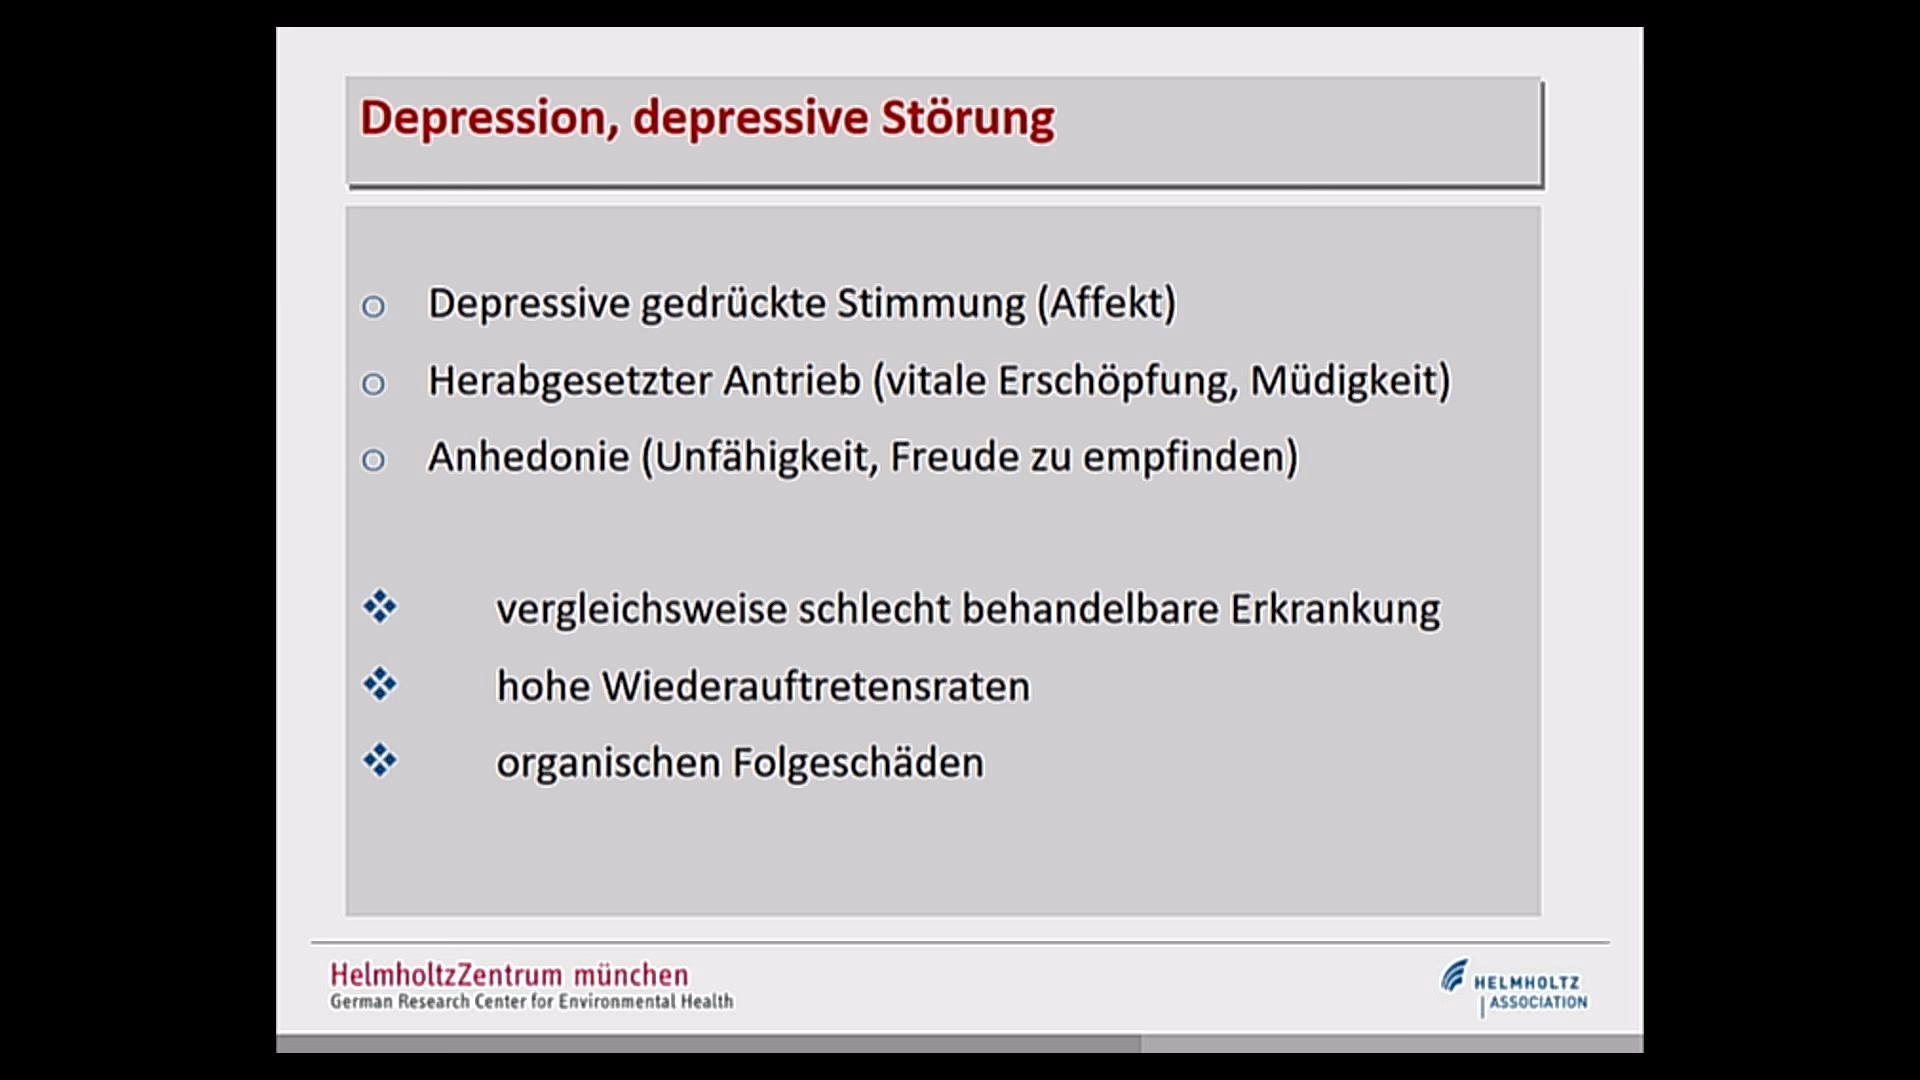 Depression, depressive Störung
Depressive gedrückte Stimmung (Affekt)
Herabgesetzter Antrieb (vitale Erschöpfung, Müdigkeit)
Anhedonie (Unfähigkeit, Freude zu empfinden)
vergleichsweise schlecht behandelbare Erkrankung
hohe Wiederauftretensraten
organischen Folgeschäden
HelmholtzZentrum münchen
German Research Center for Environmental Health
HELMHOLTZ
ASSOCIATION